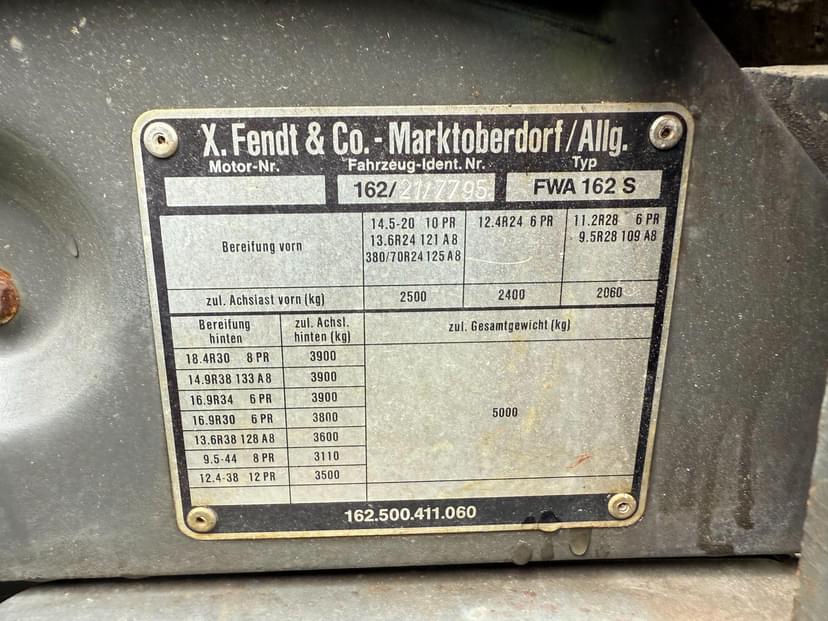 X. Fendt & Co. - Marktoberdorf/Allg.
Motor-Nr. Fahrzeug-Ident. Nr. Typ
162/21/7795 FWA 162 S
Bereifung vorn
14.5-20 10 PR 12.4R24 6 PR 11.2R28 6 PR
13.6R24 121 A8 9.5R28 109 A8
380/70R24 125 A8
zul. Achslast vorn (kg) 2500 2400 2060
Bereifung hinten zul. Achsl. hinten (kg) zul. Gesamtgewicht (kg)
18.4R30 8 PR 3900
14.9R38 133 A8 3900
16.9R34 6 PR 3900
16.9R30 6 PR 3800
5000
13.6R38 128 A8 3600
9.5-44 8 PR 3110
12.4-38 12 PR 3500
162.500.411.060